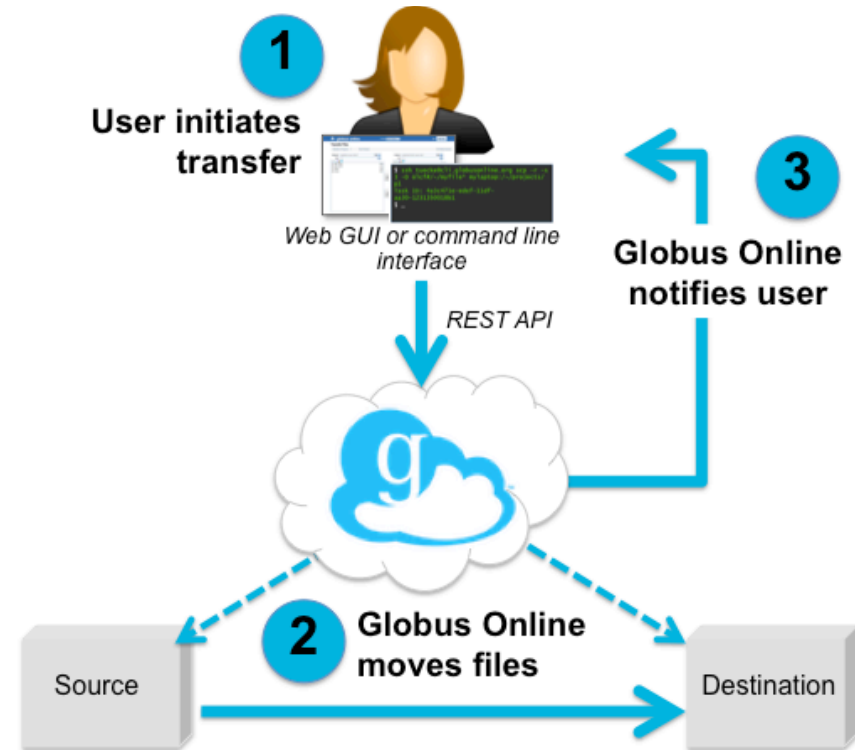 1
User initiates
transfer
$ ssh
Web GUI or command line
interface
REST API
3
Globus Online
notifies user
g
2
Globus Online
moves files
Source
Destination